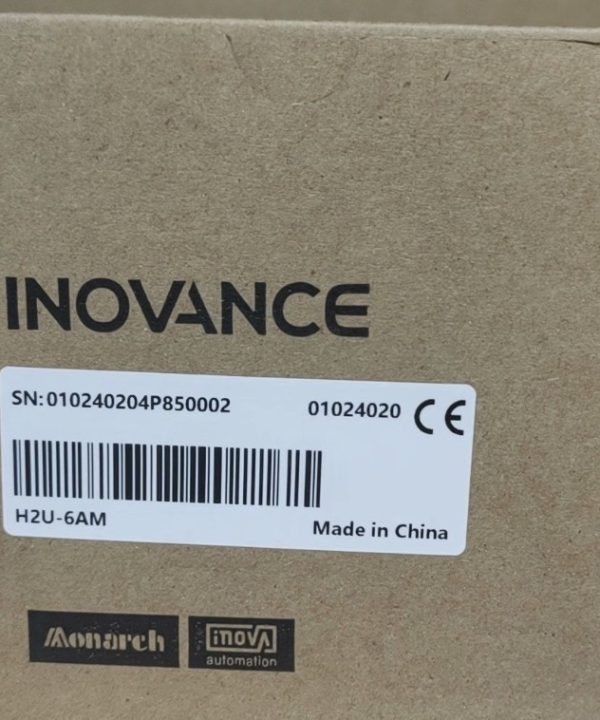 INOVANCE
SN:010240204P850002 01024020 CE
H2U-6AM
Made in China
Monarch inova
automation